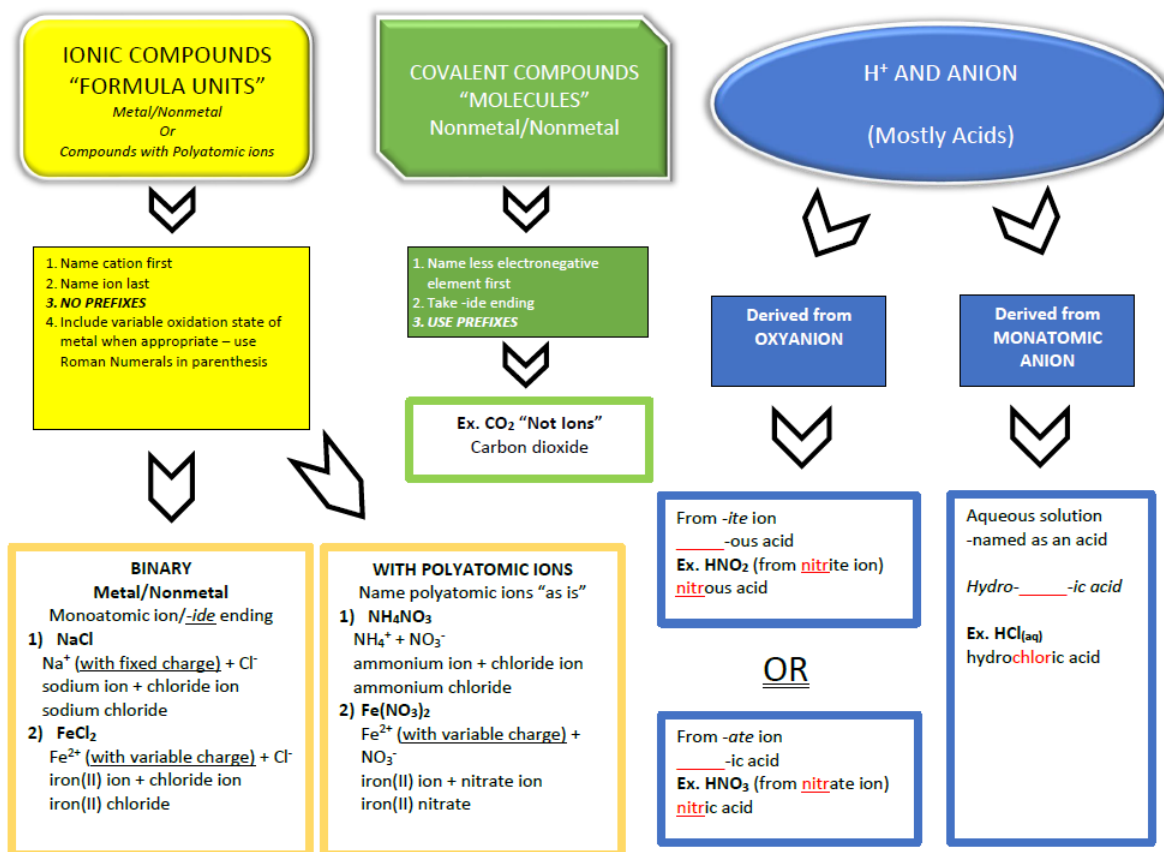 IONIC COMPOUNDS
“FORMULA UNITS”
Metal/Nonmetal
Or
Compounds with Polyatomic ions
COVALENT COMPOUNDS
“MOLECULES”
Nonmetal/Nonmetal
H⁺ AND ANION
(Mostly Acids)
1. Name cation first
2. Name ion last
3. NO PREFIXES
4. Include variable oxidation state of
metal when appropriate – use
Roman Numerals in parenthesis
1. Name less electronegative
element first
2. Take -ide ending
3. USE PREFIXES
Derived from
OXYANION
Derived from
MONATOMIC
ANION
Ex. CO₂ “Not Ions”
Carbon dioxide
BINARY
Metal/Nonmetal
Monoatomic ion/-ide ending
1) NaCl
Na⁺ (with fixed charge) + Cl⁻
sodium ion + chloride ion
sodium chloride
2) FeCl₂
Fe²⁺ (with variable charge) + Cl⁻
iron(II) ion + chloride ion
iron(II) chloride
WITH POLYATOMIC IONS
Name polyatomic ions “as is”
1) NH₄NO₃
NH₄⁺ + NO₃⁻
ammonium ion + chloride ion
ammonium chloride
2) Fe(NO₃)₂
Fe²⁺ (with variable charge) +
NO₃⁻
iron(II) ion + nitrate ion
iron(II) nitrate
From -ite ion
_____-ous acid
Ex. HNO₂ (from nitrite ion)
nitrous acid
OR
From -ate ion
_____-ic acid
Ex. HNO₃ (from nitrate ion)
nitric acid
Aqueous solution
-named as an acid
Hydro-_____-ic acid
Ex. HCl(aq)
hydrochloric acid